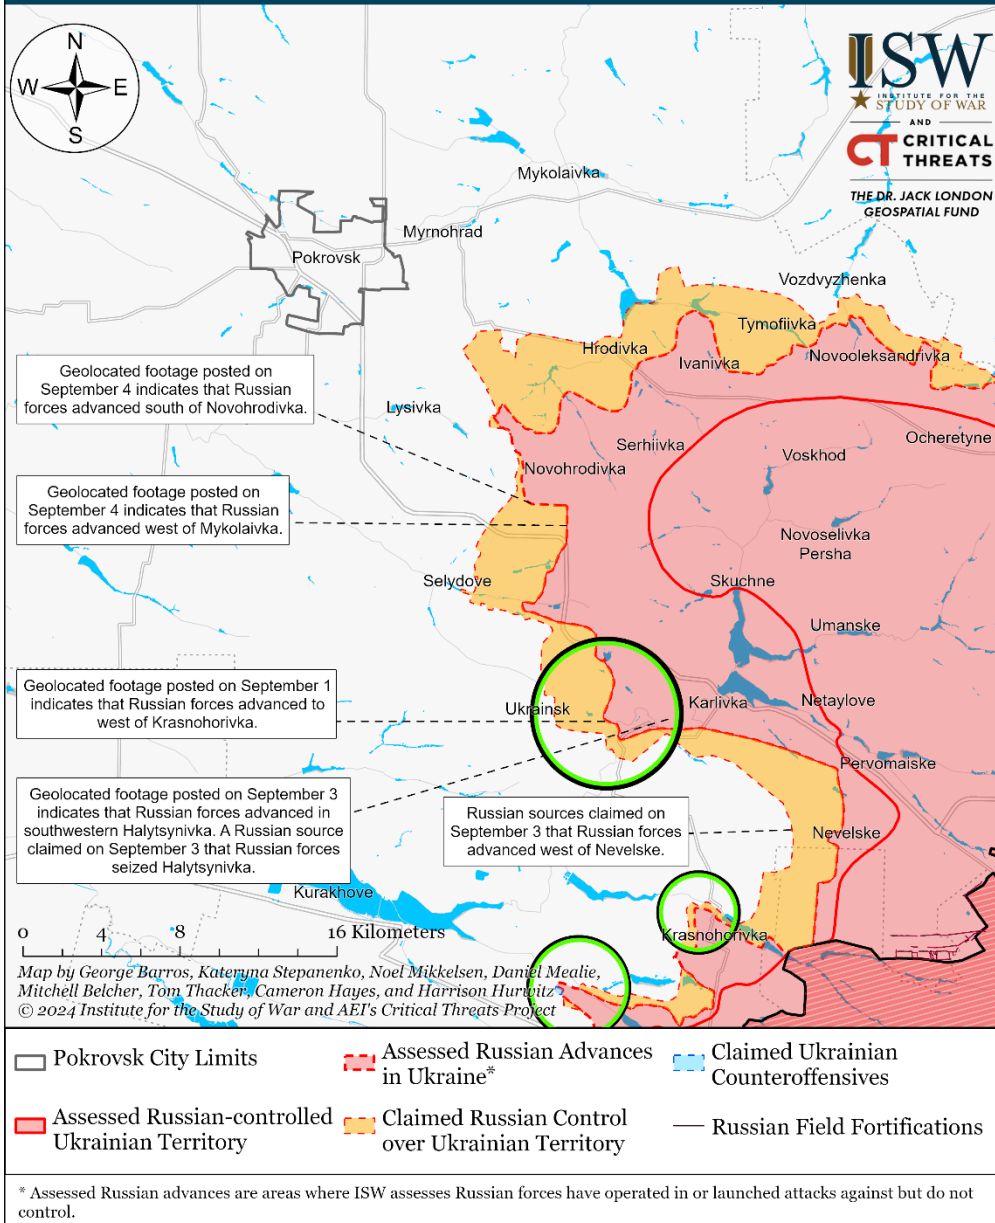 N
W E
S
ISW
INSTITUTE FOR THE
STUDY OF WAR
AND
CT CRITICAL
THREATS
THE DR. JACK LONDON
GEOSPATIAL FUND
Mykolaivka
Myrnohrad
Pokrovsk
Vozdvyzhenka
Tymofiivka
Hrodivka
Ivanivka
Novooleksandrivka
Geolocated footage posted on
September 4 indicates that Russian
forces advanced south of Novohrodivka.
Lysivka
Serhiivka
Ocheretyne
Voskhod
Novohrodivka
Geolocated footage posted on
September 4 indicates that Russian
forces advanced west of Mykolaivka.
Novoselivka
Persha
Selydove
Skuchne
Umanske
Geolocated footage posted on September 1
indicates that Russian forces advanced to
west of Krasnohorivka.
Ukrainsk
Karlivka
Netaylove
Pervomaiske
Geolocated footage posted on September 3
indicates that Russian forces advanced in
southwestern Halytsynivka. A Russian source
claimed on September 3 that Russian forces
seized Halytsynivka.
Russian sources claimed on
September 3 that Russian forces
advanced west of Nevelske.
Nevelske
Kurakhove
Krasnohorivka
0 4 8 16 Kilometers
Map by George Barros, Kateryna Stepanenko, Noel Mikkelsen, Daniel Mealie,
Mitchell Belcher, Tom Thacker, Cameron Hayes, and Harrison Hurwitz
© 2024 Institute for the Study of War and AEI's Critical Threats Project
Pokrovsk City Limits
Assessed Russian Advances
in Ukraine*
Claimed Ukrainian
Counteroffensives
Assessed Russian-controlled
Ukrainian Territory
Claimed Russian Control
over Ukrainian Territory
Russian Field Fortifications
* Assessed Russian advances are areas where ISW assesses Russian forces have operated in or launched attacks against but do not
control.